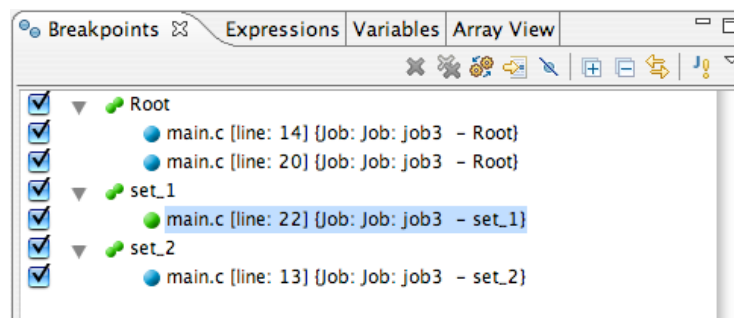 Breakpoints Expressions Variables Array View
Root
main.c [line: 14] {Job: Job: job3 - Root}
main.c [line: 20] {Job: Job: job3 - Root}
set_1
main.c [line: 22] {Job: Job: job3 - set_1}
set_2
main.c [line: 13] {Job: Job: job3 - set_2}